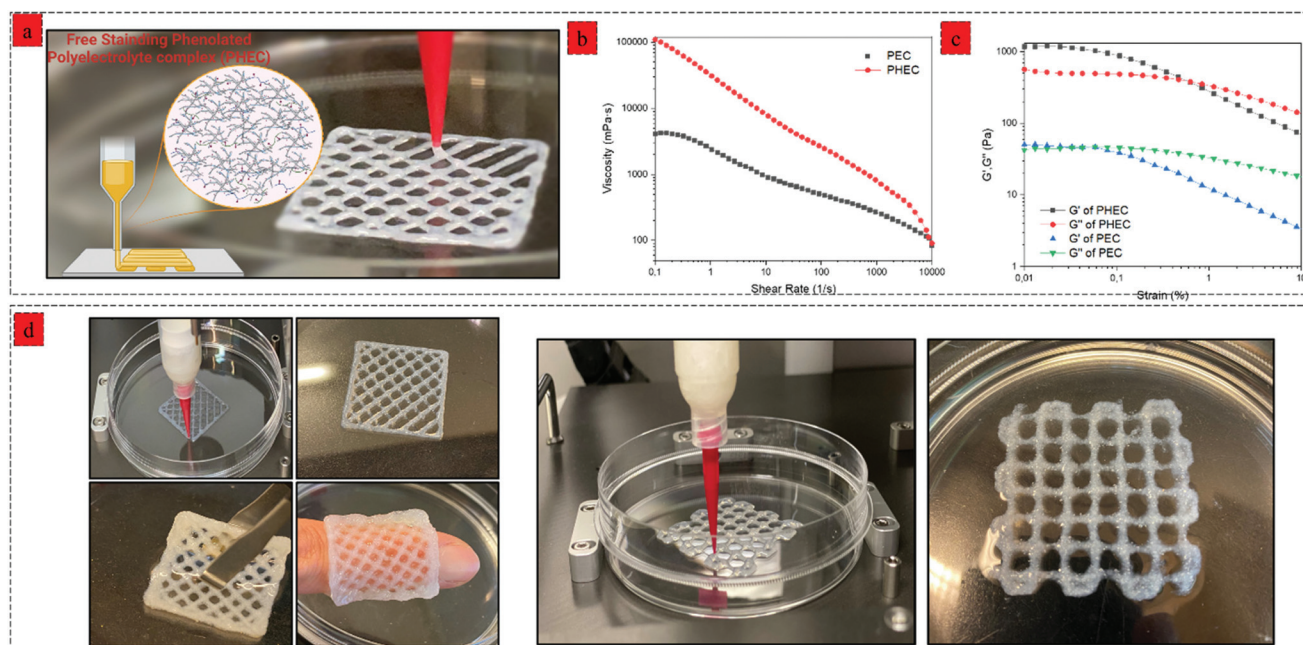 a
Free Stainding Phenolated
Polyelectrolyte complex (PHEC)
b
PEC
PHEC
Viscosity (mPa·s)
100000
10000
1000
100
0,1
1
10
100
1000
10000
Shear Rate (1/s)
c
G',G'' (Pa)
1000
100
10
1
G' of PHEC
G'' of PHEC
G' of PEC
G'' of PEC
0,01
0,1
1
10
Strain (%)
d